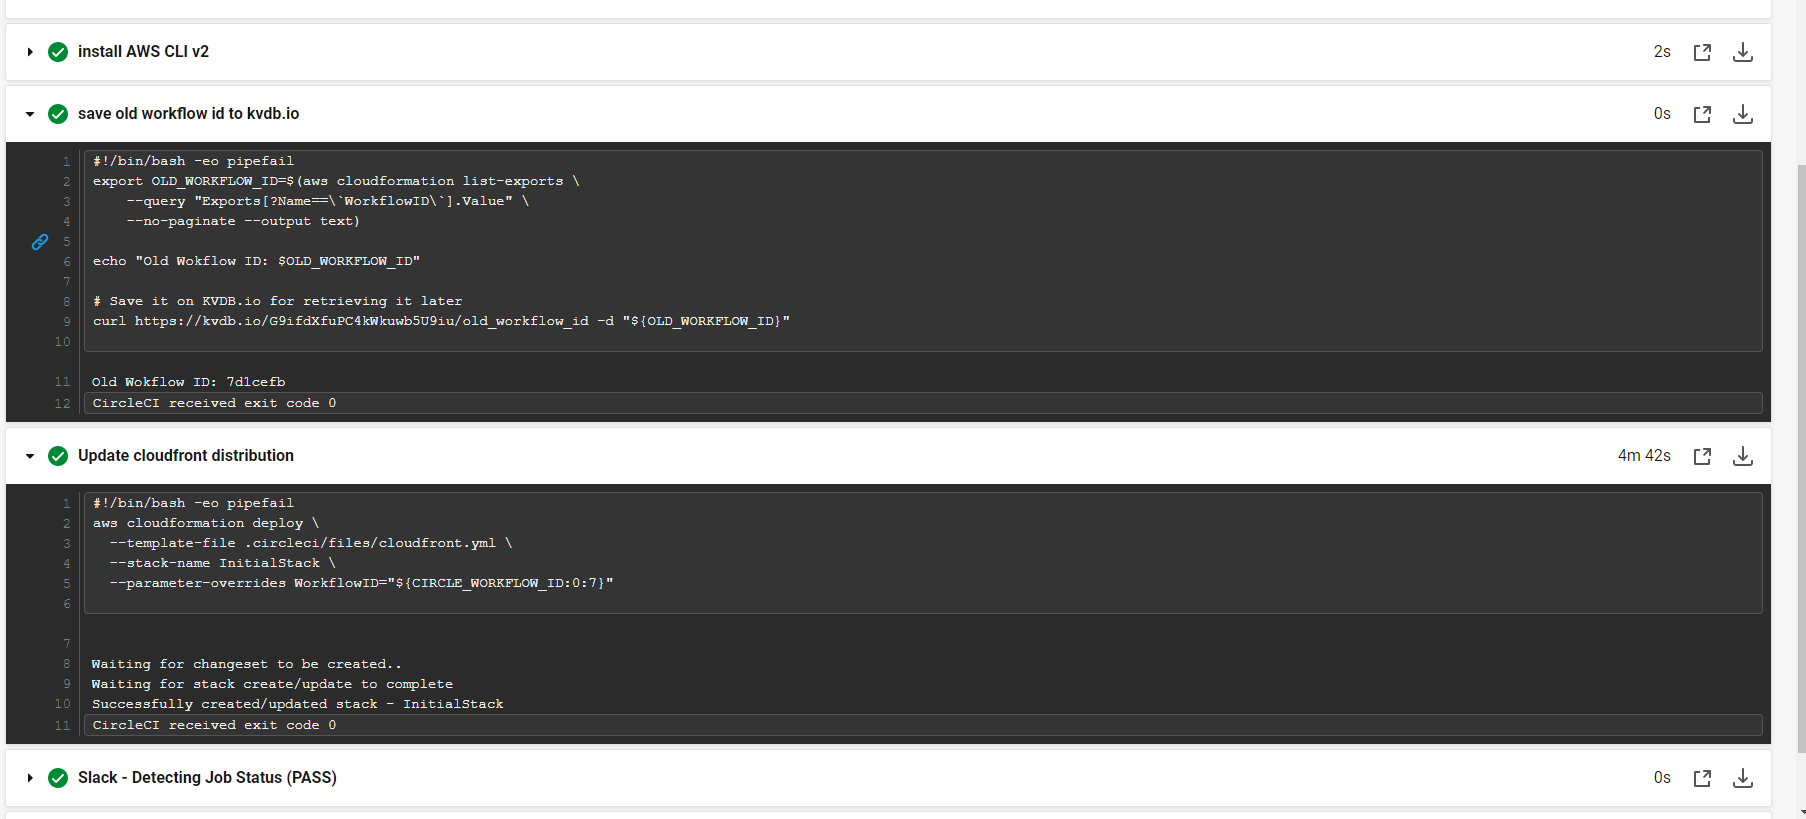 install AWS CLI v2 2s
save old workflow id to kvdb.io 0s
1 #!/bin/bash -eo pipefail
2 export OLD_WORKFLOW_ID=$(aws cloudformation list-exports \
3 --query "Exports[?Name==\`WorkflowID\`].Value" \
4 --no-paginate --output text)
5
6 echo "Old Wokflow ID: $OLD_WORKFLOW_ID"
7
8 # Save it on KVDB.io for retrieving it later
9 curl https://kvdb.io/G9ifdXfuPC4kWkuwb5U9iu/old_workflow_id -d "${OLD_WORKFLOW_ID}"
10
11 Old Wokflow ID: 7d1cefb
12 CircleCI received exit code 0
Update cloudfront distribution 4m 42s
1 #!/bin/bash -eo pipefail
2 aws cloudformation deploy \
3 --template-file .circleci/files/cloudfront.yml \
4 --stack-name InitialStack \
5 --parameter-overrides WorkflowID="${CIRCLE_WORKFLOW_ID:0:7}"
6
7
8 Waiting for changeset to be created..
9 Waiting for stack create/update to complete
10 Successfully created/updated stack - InitialStack
11 CircleCI received exit code 0
Slack - Detecting Job Status (PASS) 0s